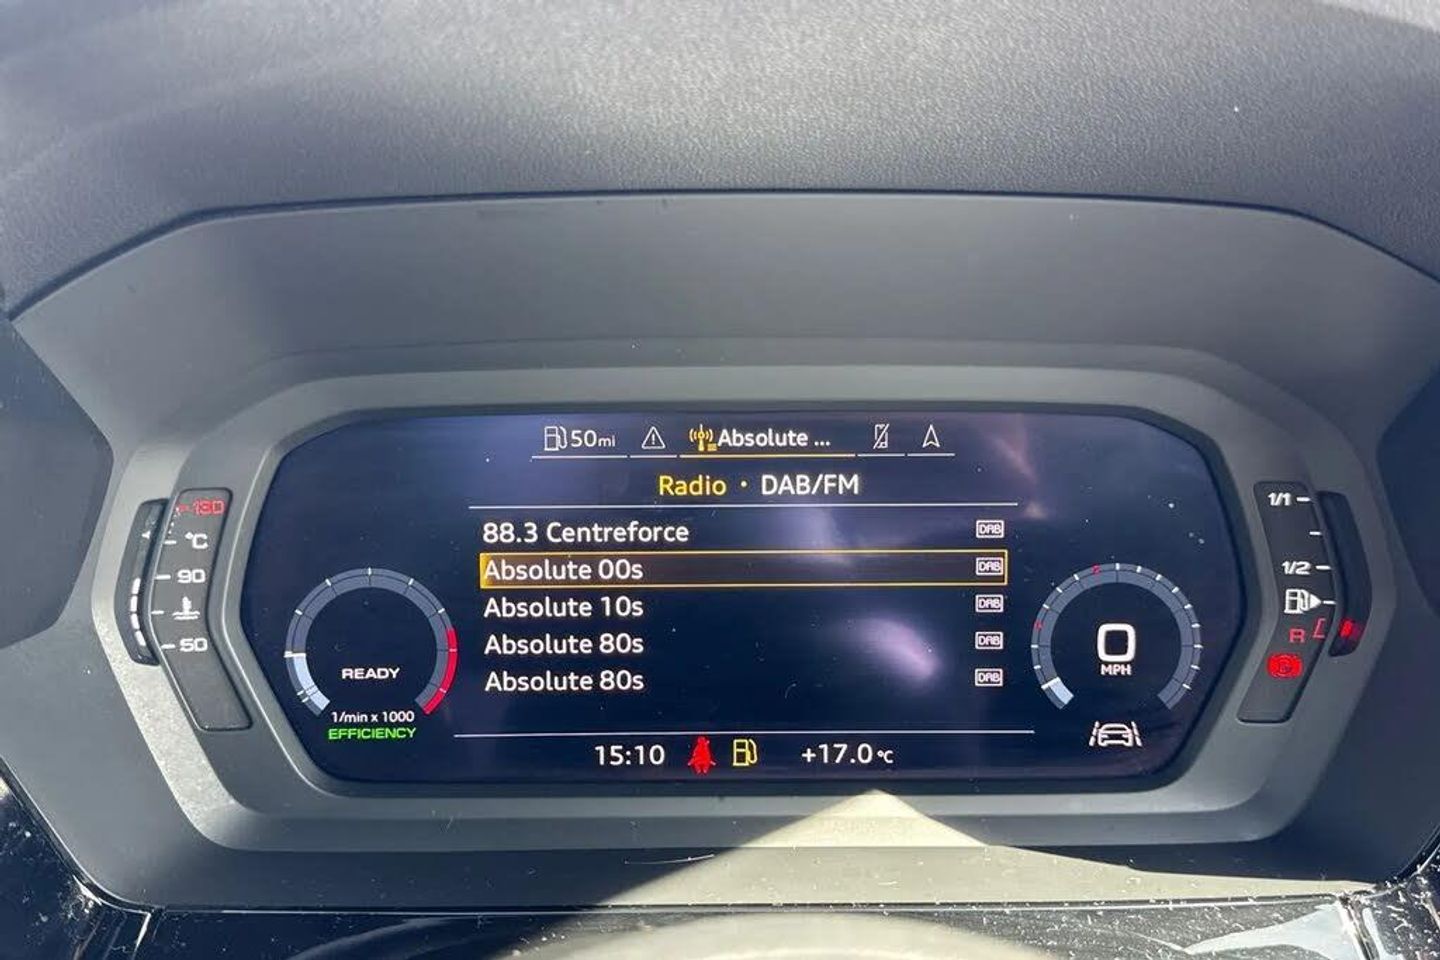 50mi Absolute ...
Radio · DAB/FM
88.3 Centreforce DAB
Absolute 00s DAB
Absolute 10s DAB
Absolute 80s DAB
Absolute 80s DAB
15:10 +17.0°C
130
°C
90
50
READY
1/min x 1000
EFFICIENCY
0
MPH
1/1
1/2
R